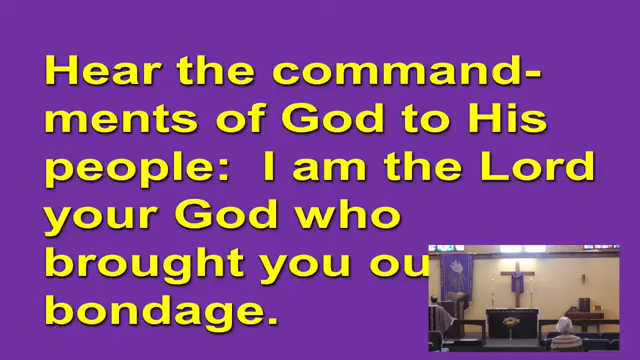 Hear the command-
ments of God to His
people: I am the Lord
your God who
brought you
bondage.